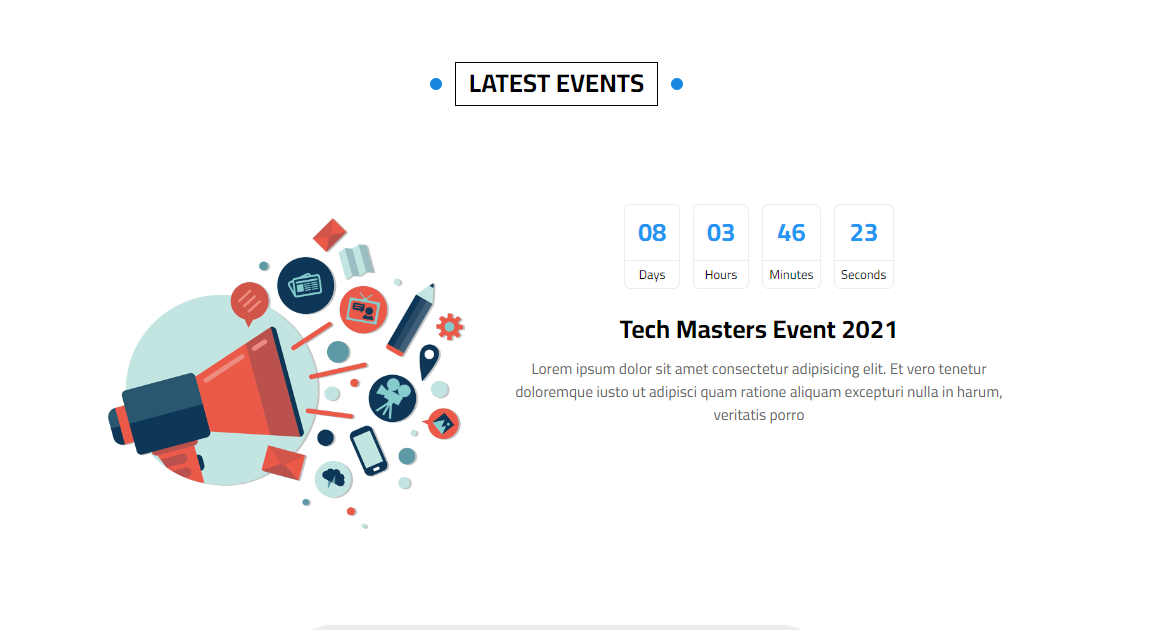 LATEST EVENTS
08 03 46 23
Days Hours Minutes Seconds
Tech Masters Event 2021
Lorem ipsum dolor sit amet consectetur adipisicing elit. Et vero tenetur
doloremque iusto ut adipisci quam ratione aliquam excepturi nulla in harum,
veritatis porro